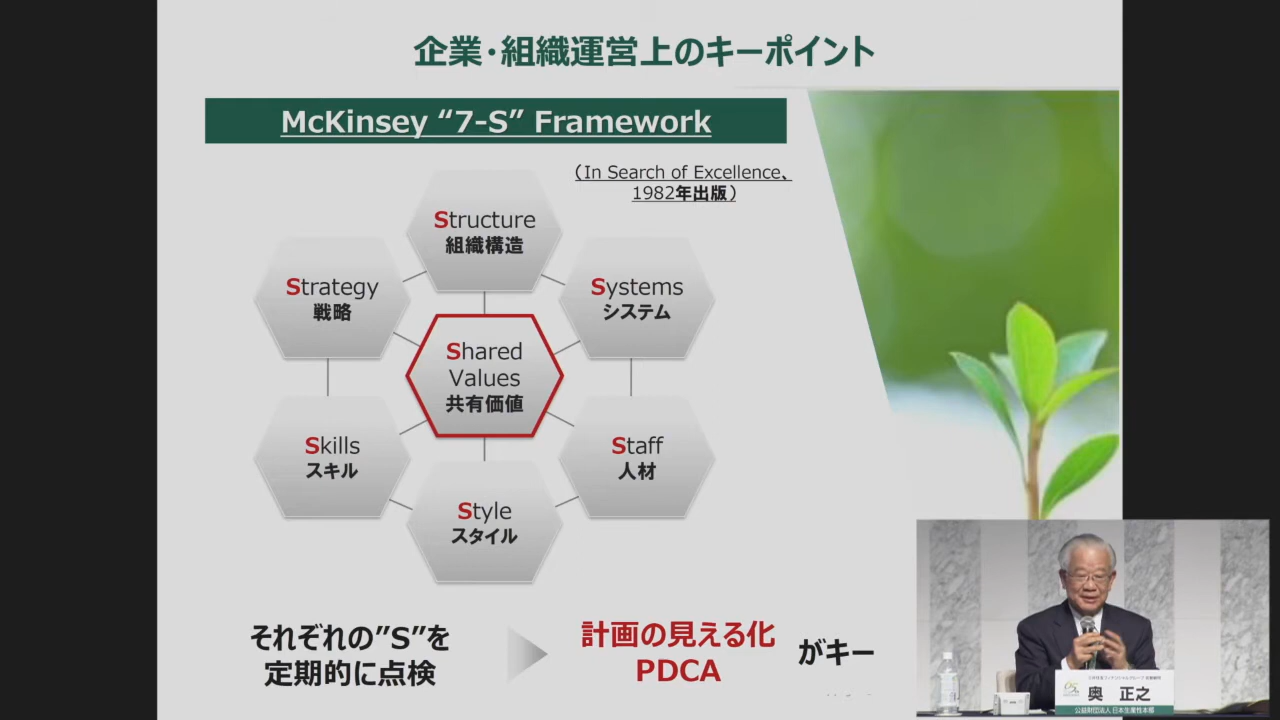 企業・組織運営上のキーポイント
McKinsey “7-S” Framework
（In Search of Excellence、
1982年出版）
Structure
組織構造
Strategy
戦略
Systems
システム
Shared
Values
共有価値
Skills
スキル
Staff
人材
Style
スタイル
それぞれの”S”を
定期的に点検
計画の見える化
PDCA
がキー
奥 正之
公益財団法人 日本生産性本部